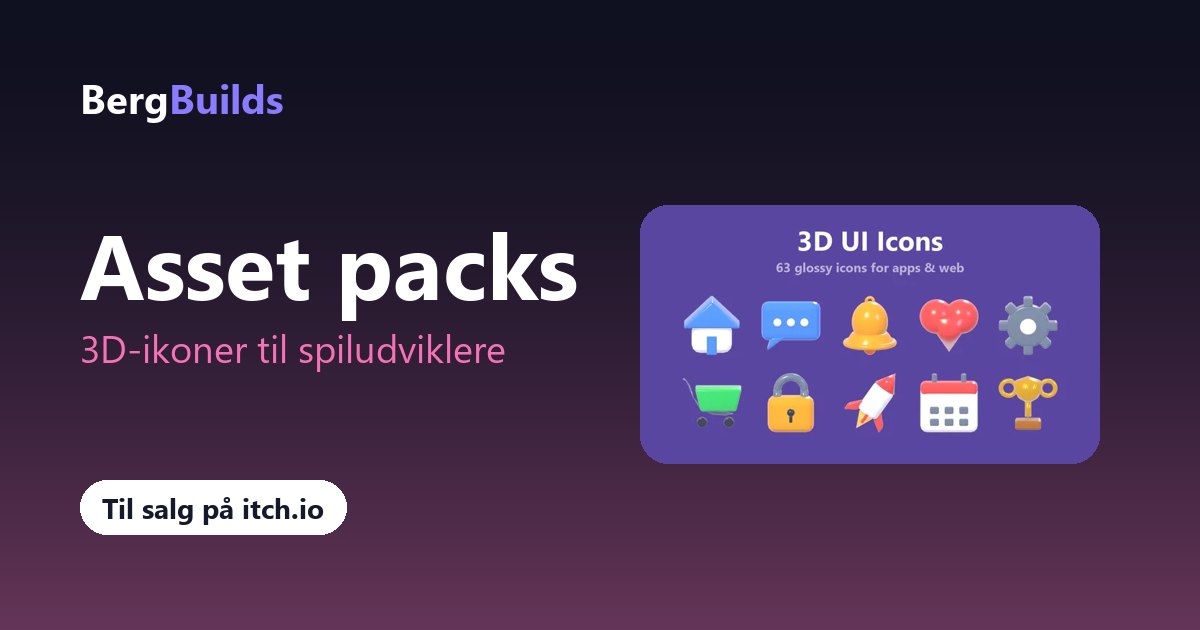 BergBuilds
Asset packs
3D-ikoner til spiludviklere
Til salg på itch.io
3D UI Icons
63 glossy icons for apps & web